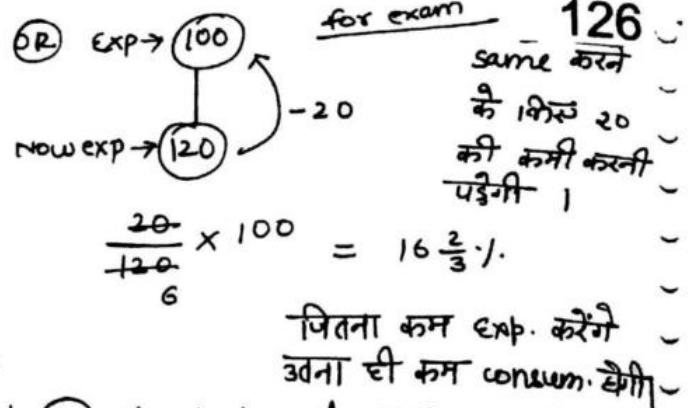 126
OR Exp → 100 for exam
-20
NOW exp → 120
same करने
के लिए 20
की कमी करनी
पड़ेगी ।
20/120 × 100 = 16 2/3 %.
6
जितना कम Exp. करेंगे
उतना ही कम consum. होगी।